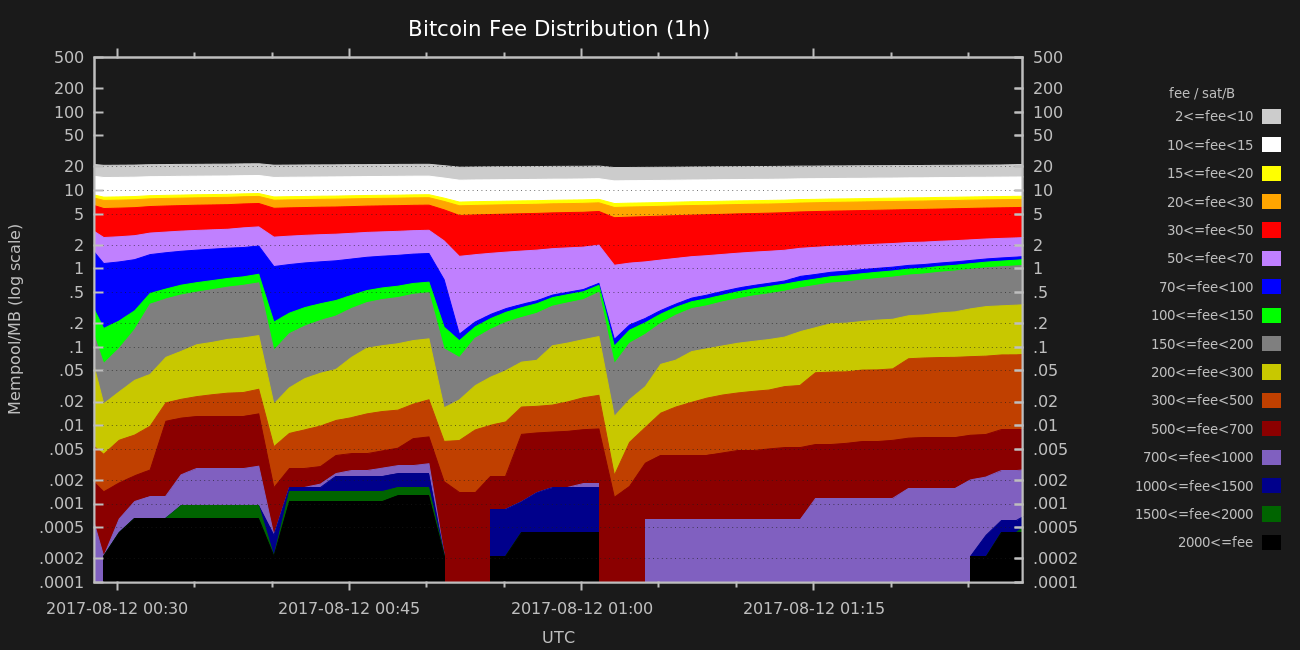 Bitcoin Fee Distribution (1h)
500
200
100
50
20
10
5
2
1
.5
.2
.1
.05
.02
.01
.005
.002
.001
.0005
.0002
.0001
Mempool/MB (log scale)
500
200
100
50
20
10
5
2
1
.5
.2
.1
.05
.02
.01
.005
.002
.001
.0005
.0002
.0001
2017-08-12 00:30
2017-08-12 00:45
2017-08-12 01:00
2017-08-12 01:15
UTC
fee / sat/B
2<=fee<10
10<=fee<15
15<=fee<20
20<=fee<30
30<=fee<50
50<=fee<70
70<=fee<100
100<=fee<150
150<=fee<200
200<=fee<300
300<=fee<500
500<=fee<700
700<=fee<1000
1000<=fee<1500
1500<=fee<2000
2000<=fee